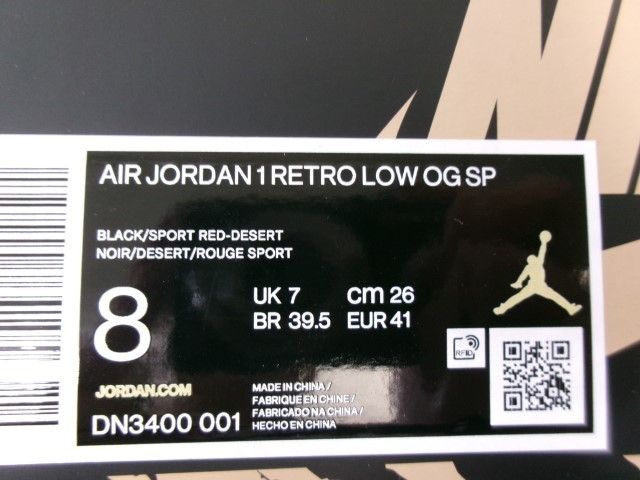 AIR JORDAN 1 RETRO LOW OG SP
BLACK/SPORT RED-DESERT
NOIR/DESERT/ROUGE SPORT
8
UK 7 cm 26
BR 39.5 EUR 41
RFID
JORDAN.COM
DN3400 001
MADE IN CHINA /
FABRIQUE EN CHINE /
FABRICADO NA CHINA /
HECHO EN CHINA